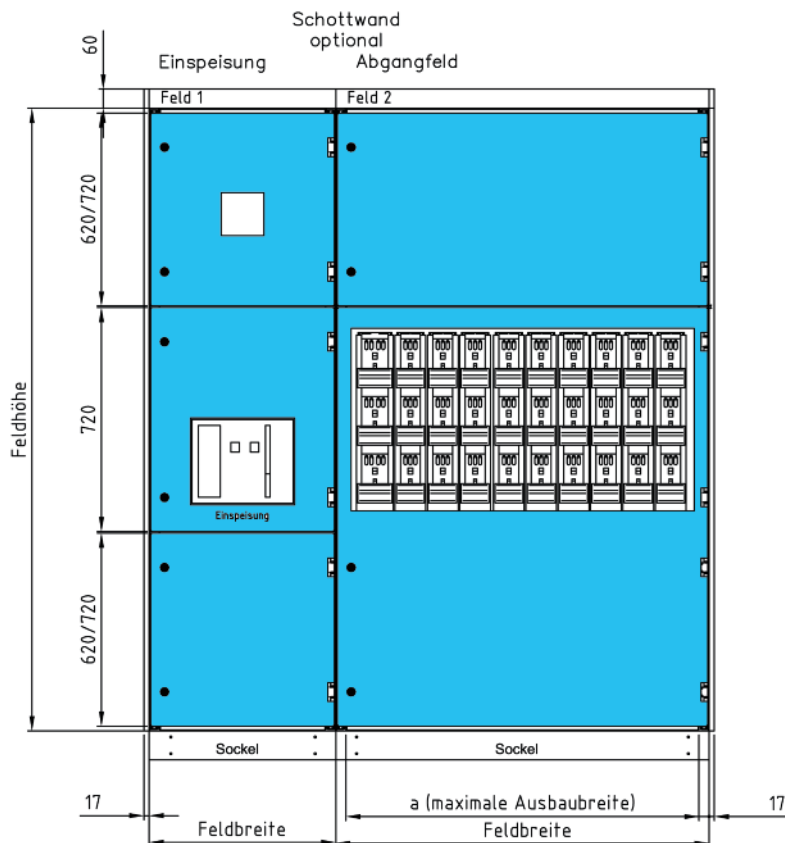 Schottwand
optional
60
Einspeisung
Abgangfeld
Feld 1
Feld 2
620/720
Feldhöhe
720
Einspeisung
620/720
Sockel
Sockel
17
a (maximale Ausbaubreite)
17
Feldbreite
Feldbreite